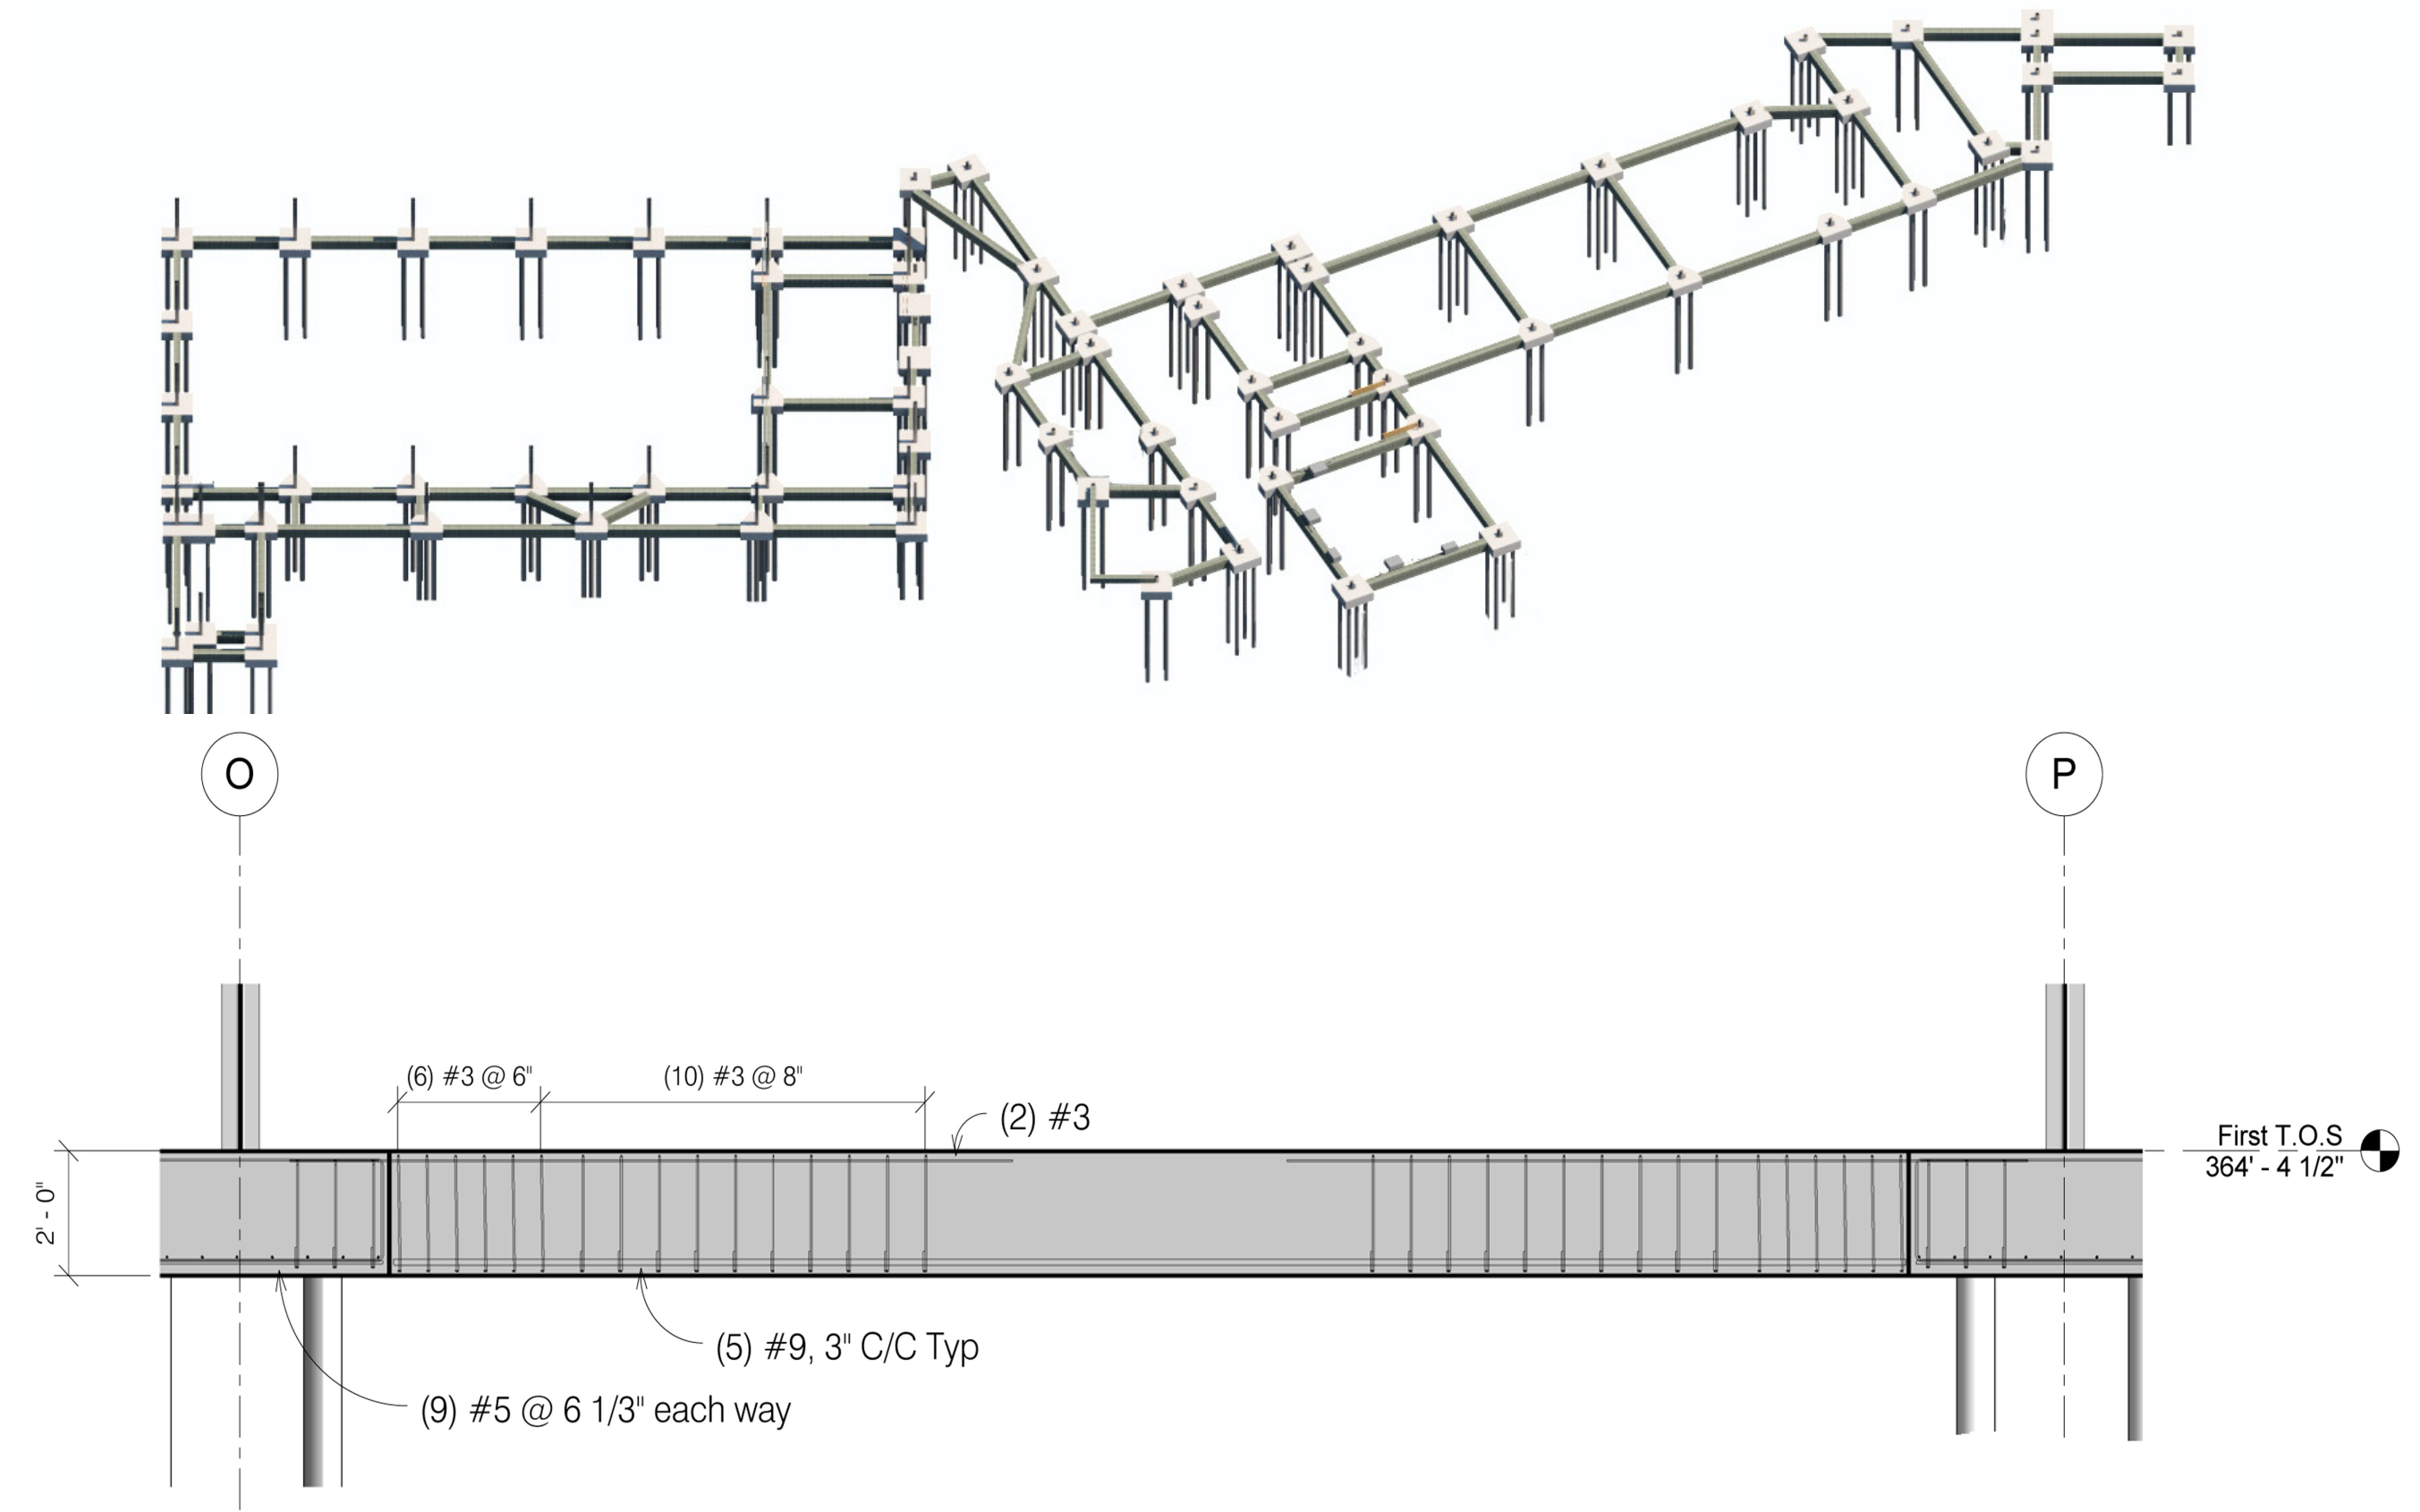 O
P
(6) #3 @ 6"
(10) #3 @ 8"
(2) #3
First T.O.S
364' - 4 1/2"
2' - 0"
(5) #9, 3" C/C Typ
(9) #5 @ 6 1/3" each way